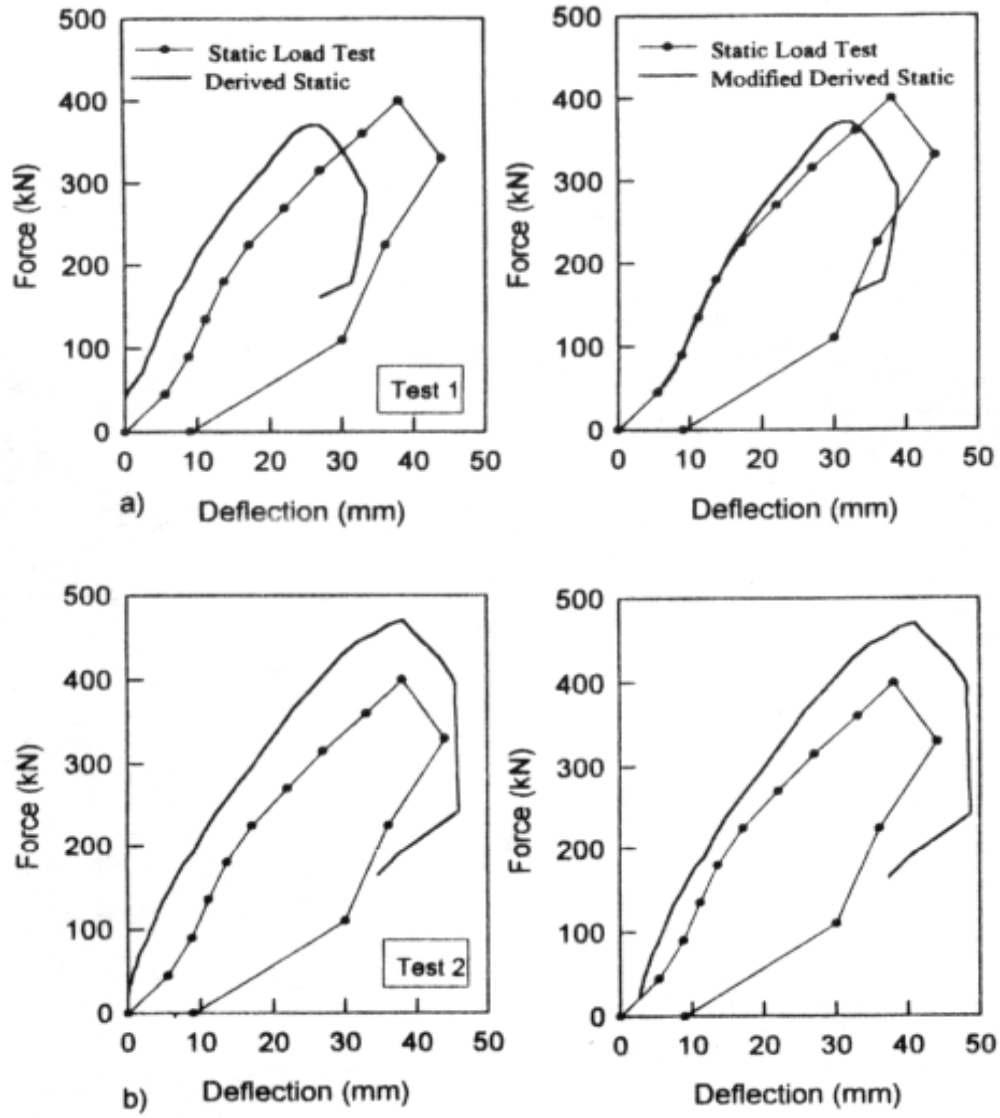 500
400
300
200
100
0
Force (kN)
Static Load Test
Derived Static
Test 1
0 10 20 30 40 50
a) Deflection (mm)
500
400
300
200
100
0
Force (kN)
Static Load Test
Modified Derived Static
0 10 20 30 40 50
Deflection (mm)
500
400
300
200
100
0
Force (kN)
Test 2
0 10 20 30 40 50
b) Deflection (mm)
500
400
300
200
100
0
Force (kN)
0 10 20 30 40 50
Deflection (mm)